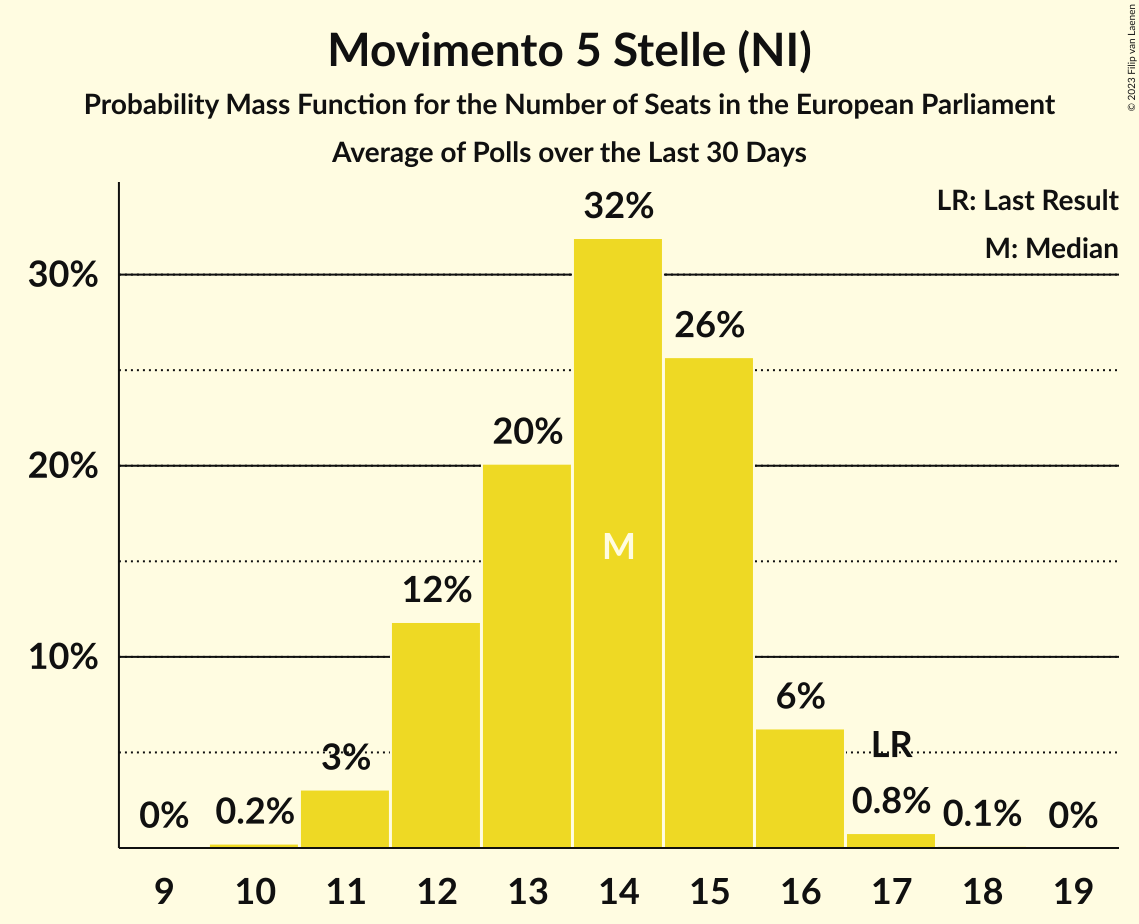 Movimento 5 Stelle (NI)
Probability Mass Function for the Number of Seats in the European Parliament
Average of Polls over the Last 30 Days
© 2023 Filip van Laenen
LR: Last Result
M: Median
30%
20%
10%
0%
0.2%
3%
12%
20%
32%
M
26%
6%
LR
0.8%
0.1%
0%
9 10 11 12 13 14 15 16 17 18 19